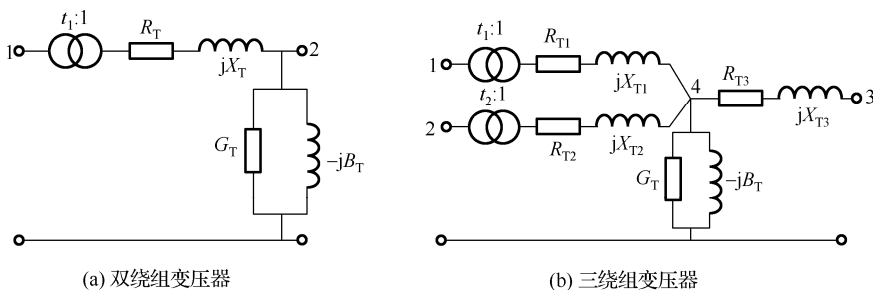 t₁:1
R_T
1
jX_T
2
G_T
-jB_T
(a) 双绕组变压器
t₁:1
R_T1
1
jX_T1
4
R_T3
3
t₂:1
jX_T3
2
R_T2
jX_T2
G_T
-jB_T
(b) 三绕组变压器